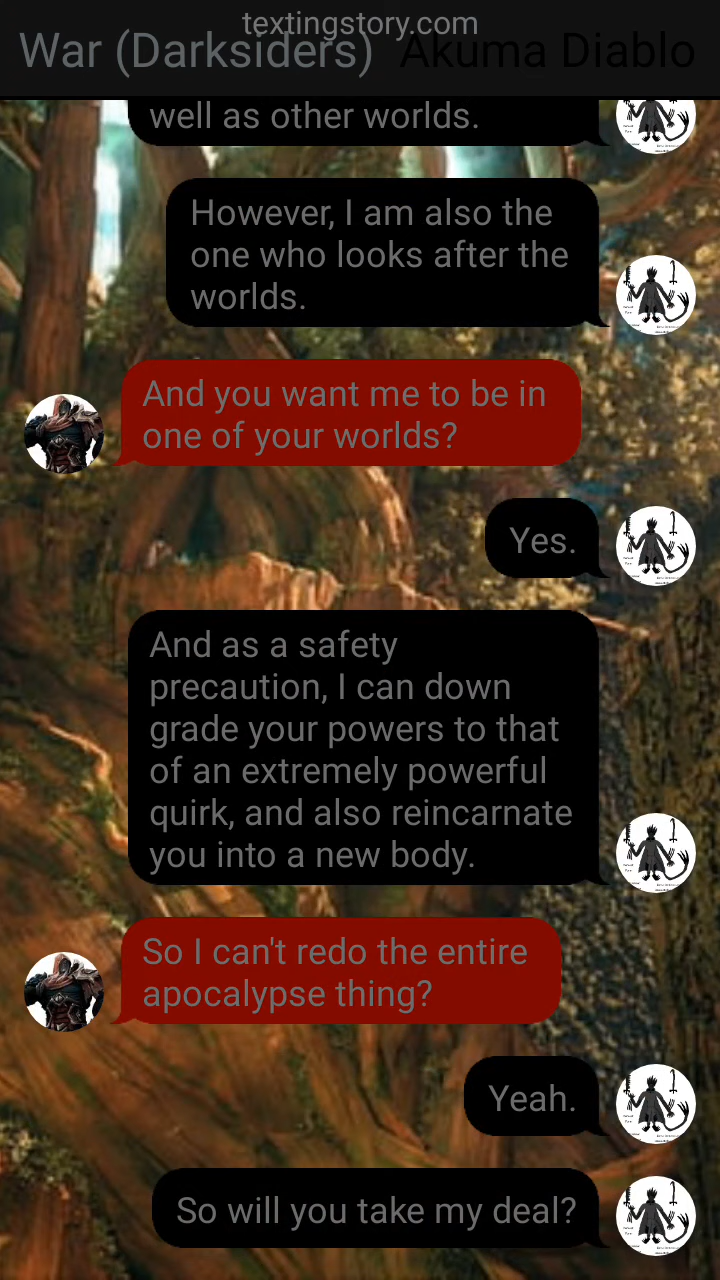 textingstory.com
War (Darksiders) Akuma Diablo
well as other worlds.
However, I am also the
one who looks after the
worlds.
And you want me to be in
one of your worlds?
Yes.
And as a safety
precaution, I can down
grade your powers to that
of an extremely powerful
quirk, and also reincarnate
you into a new body.
So I can't redo the entire
apocalypse thing?
Yeah.
So will you take my deal?